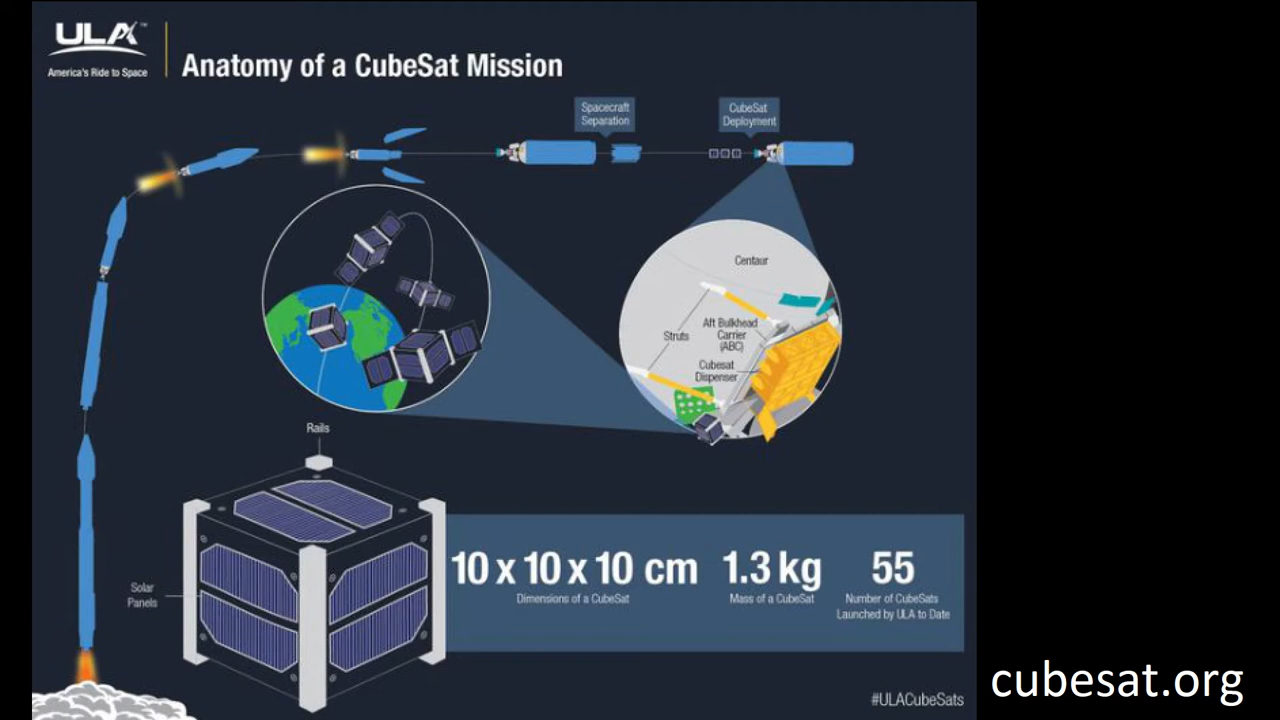 ULA™
America's Ride to Space
Anatomy of a CubeSat Mission
Spacecraft
Separation
CubeSat
Deployment
Centaur
Struts
Aft Bulkhead
Carrier
(ABC)
Cubesat
Dispenser
Rails
Solar
Panels
10 x 10 x 10 cm
Dimensions of a CubeSat
1.3 kg
Mass of a CubeSat
55
Number of CubeSats
Launched by ULA to Date
#ULACubeSats
cubesat.org